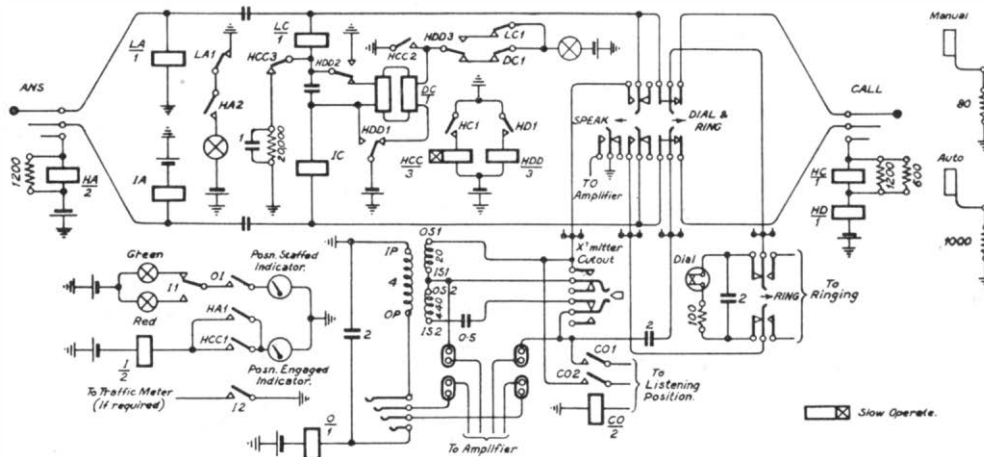 Manual
80
Auto
1000
ANS
1200
HA
2
LA
1
IA
LA1
HA2
LC
1
HCC3
HDD2
1
20,000
IC
HCC2
HDD3
LC1
DC1
DC
1
HDD1
HC1
HD1
HCC
3
HDD
3
SPEAK
DIAL &
RING
TO
Amplifier
CALL
HC
1
1200
600
HD
1
Green
Red
I1
O1
Posn. Staffed
Indicator.
HA1
HCC1
Posn. Engaged
Indicator.
I
2
To Traffic Meter
(If required)
I2
O
1
2
IP
4
OP
OS1
20
IS1
OS2
440
IS2
0·5
X'mitter
Cutout
2
To Amplifier
CO1
CO2
CO
2
To
Listening
Position.
Dial
100
2
RING
To
Ringing
Slow Operate.